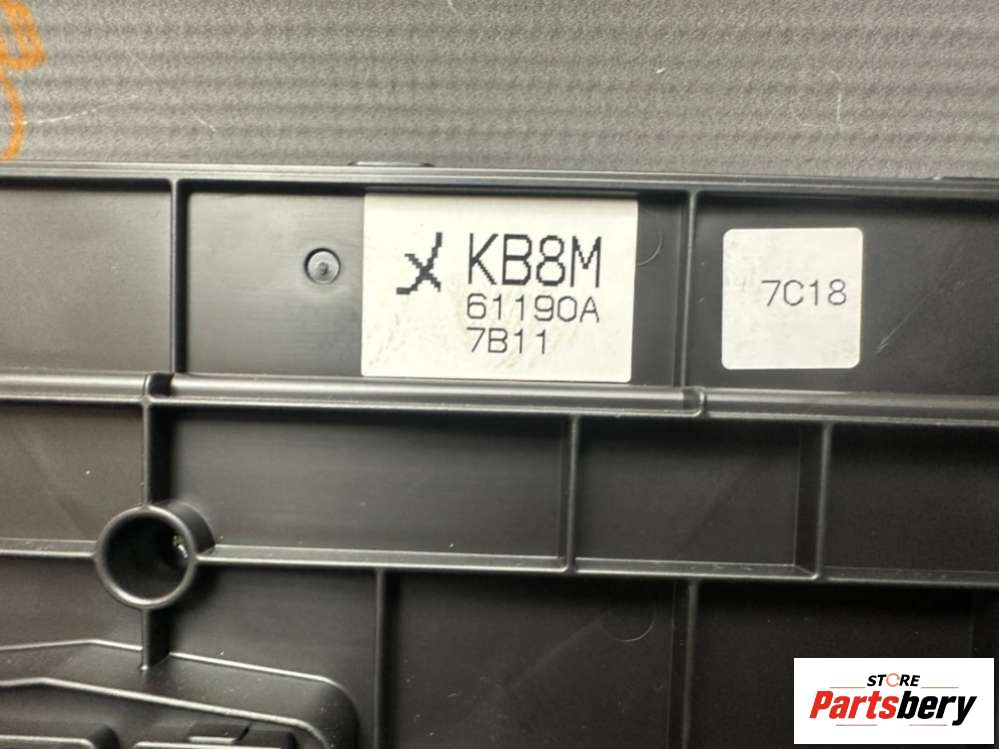 KB8M
61190A
7B11
7C18
STORE
Partsbery